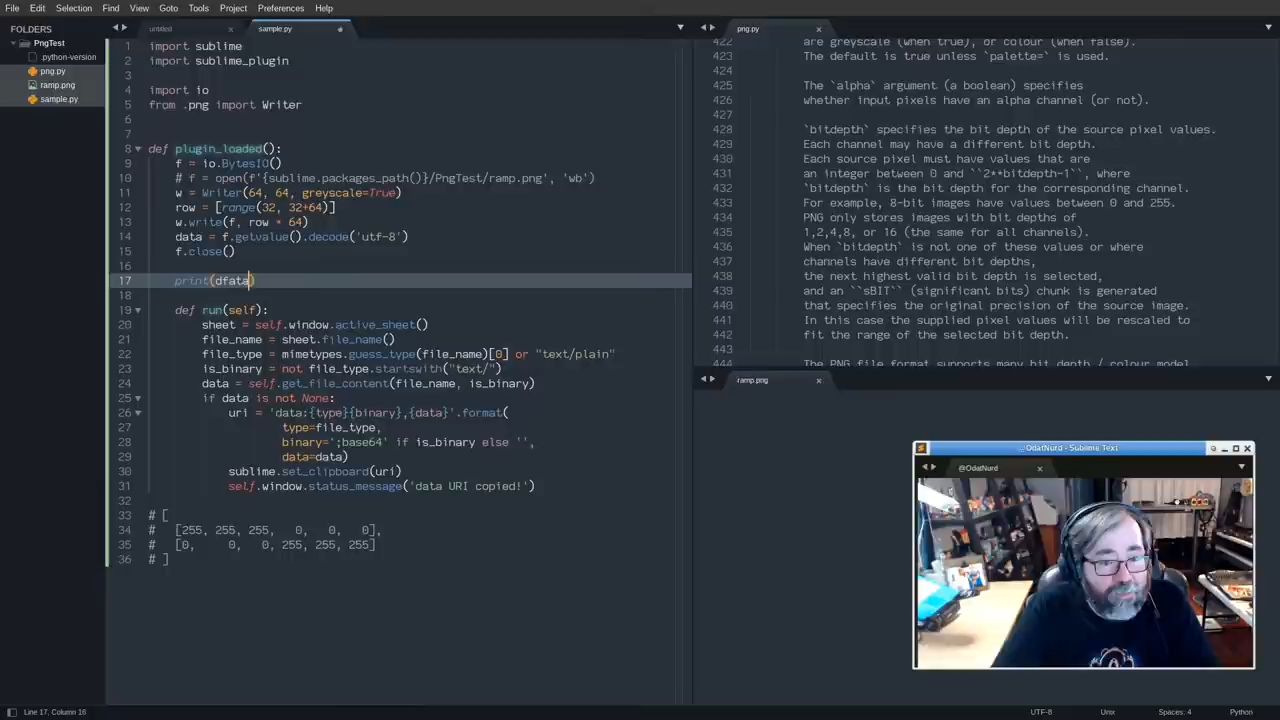 File Edit Selection Find View Goto Tools Project Preferences Help
FOLDERS
PngTest
.python-version
png.py
ramp.png
sample.py
untitled
sample.py
1 import sublime
2 import sublime_plugin
3
4 import io
5 from .png import Writer
6
7
8 def plugin_loaded():
9 f = io.BytesIO()
10 # f = open(f'{sublime.packages_path()}/PngTest/ramp.png', 'wb')
11 w = Writer(64, 64, greyscale=True)
12 row = [range(32, 32+64)]
13 w.write(f, row * 64)
14 data = f.getvalue().decode('utf-8')
15 f.close()
16
17 print(dfata)
18
19 def run(self):
20 sheet = self.window.active_sheet()
21 file_name = sheet.file_name()
22 file_type = mimetypes.guess_type(file_name)[0] or "text/plain"
23 is_binary = not file_type.startswith("text/")
24 data = self.get_file_content(file_name, is_binary)
25 if data is not None:
26 uri = 'data:{type}{binary},{data}'.format(
27 type=file_type,
28 binary=';base64' if is_binary else '',
29 data=data)
30 sublime.set_clipboard(uri)
31 self.window.status_message('data URI copied!')
32
33 # [
34 # [255, 255, 255, 0, 0, 0],
35 # [0, 0, 0, 255, 255, 255]
36 # ]
png.py
422 are greyscale (when true), or colour (when false).
423 The default is true unless `palette=` is used.
424
425 The `alpha` argument (a boolean) specifies
426 whether input pixels have an alpha channel (or not).
427
428 `bitdepth` specifies the bit depth of the source pixel values.
429 Each channel may have a different bit depth.
430 Each source pixel must have values that are
431 an integer between 0 and ``2**bitdepth-1``, where
432 `bitdepth` is the bit depth for the corresponding channel.
433 For example, 8-bit images have values between 0 and 255.
434 PNG only stores images with bit depths of
435 1,2,4,8, or 16 (the same for all channels).
436 When `bitdepth` is not one of these values or where
437 channels have different bit depths,
438 the next highest valid bit depth is selected,
439 and an ``sBIT`` (significant bits) chunk is generated
440 that specifies the original precision of the source image.
441 In this case the supplied pixel values will be rescaled to
442 fit the range of the selected bit depth.
443
444 The PNG file format supports many bit depth / colour model
ramp.png
@OdatNurd - Sublime Text
@OdatNurd
Line 17, Column 16
UTF-8
Unix
Spaces: 4
Python